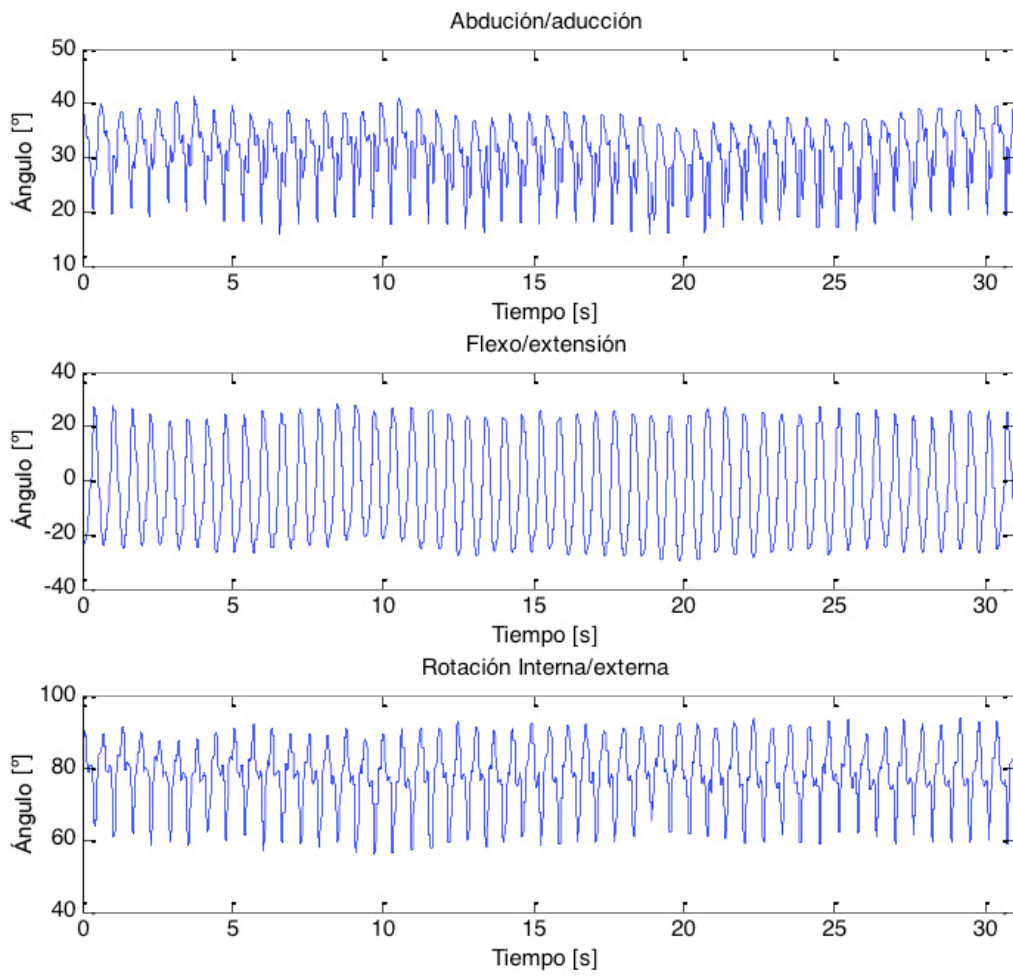 Abdución/aducción
50
40
30
20
10
Ángulo [º]
0 5 10 15 20 25 30
Tiempo [s]
Flexo/extensión
40
20
0
-20
-40
Ángulo [º]
0 5 10 15 20 25 30
Tiempo [s]
Rotación Interna/externa
100
80
60
40
Ángulo [º]
0 5 10 15 20 25 30
Tiempo [s]